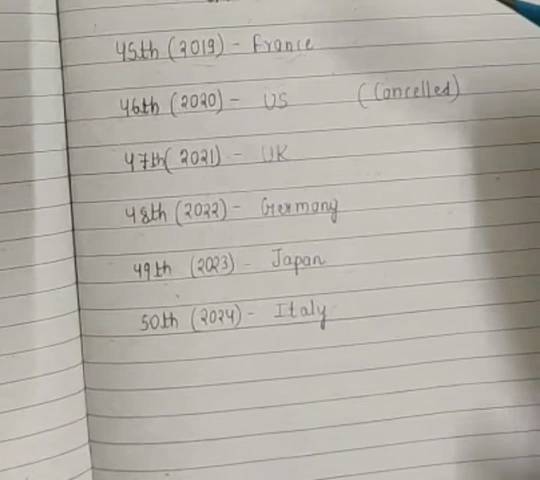 45th (2019) - France
46th (2020) - US (Cancelled)
47th (2021) - UK
48th (2022) - Germany
49th (2023) - Japan
50th (2024) - Italy